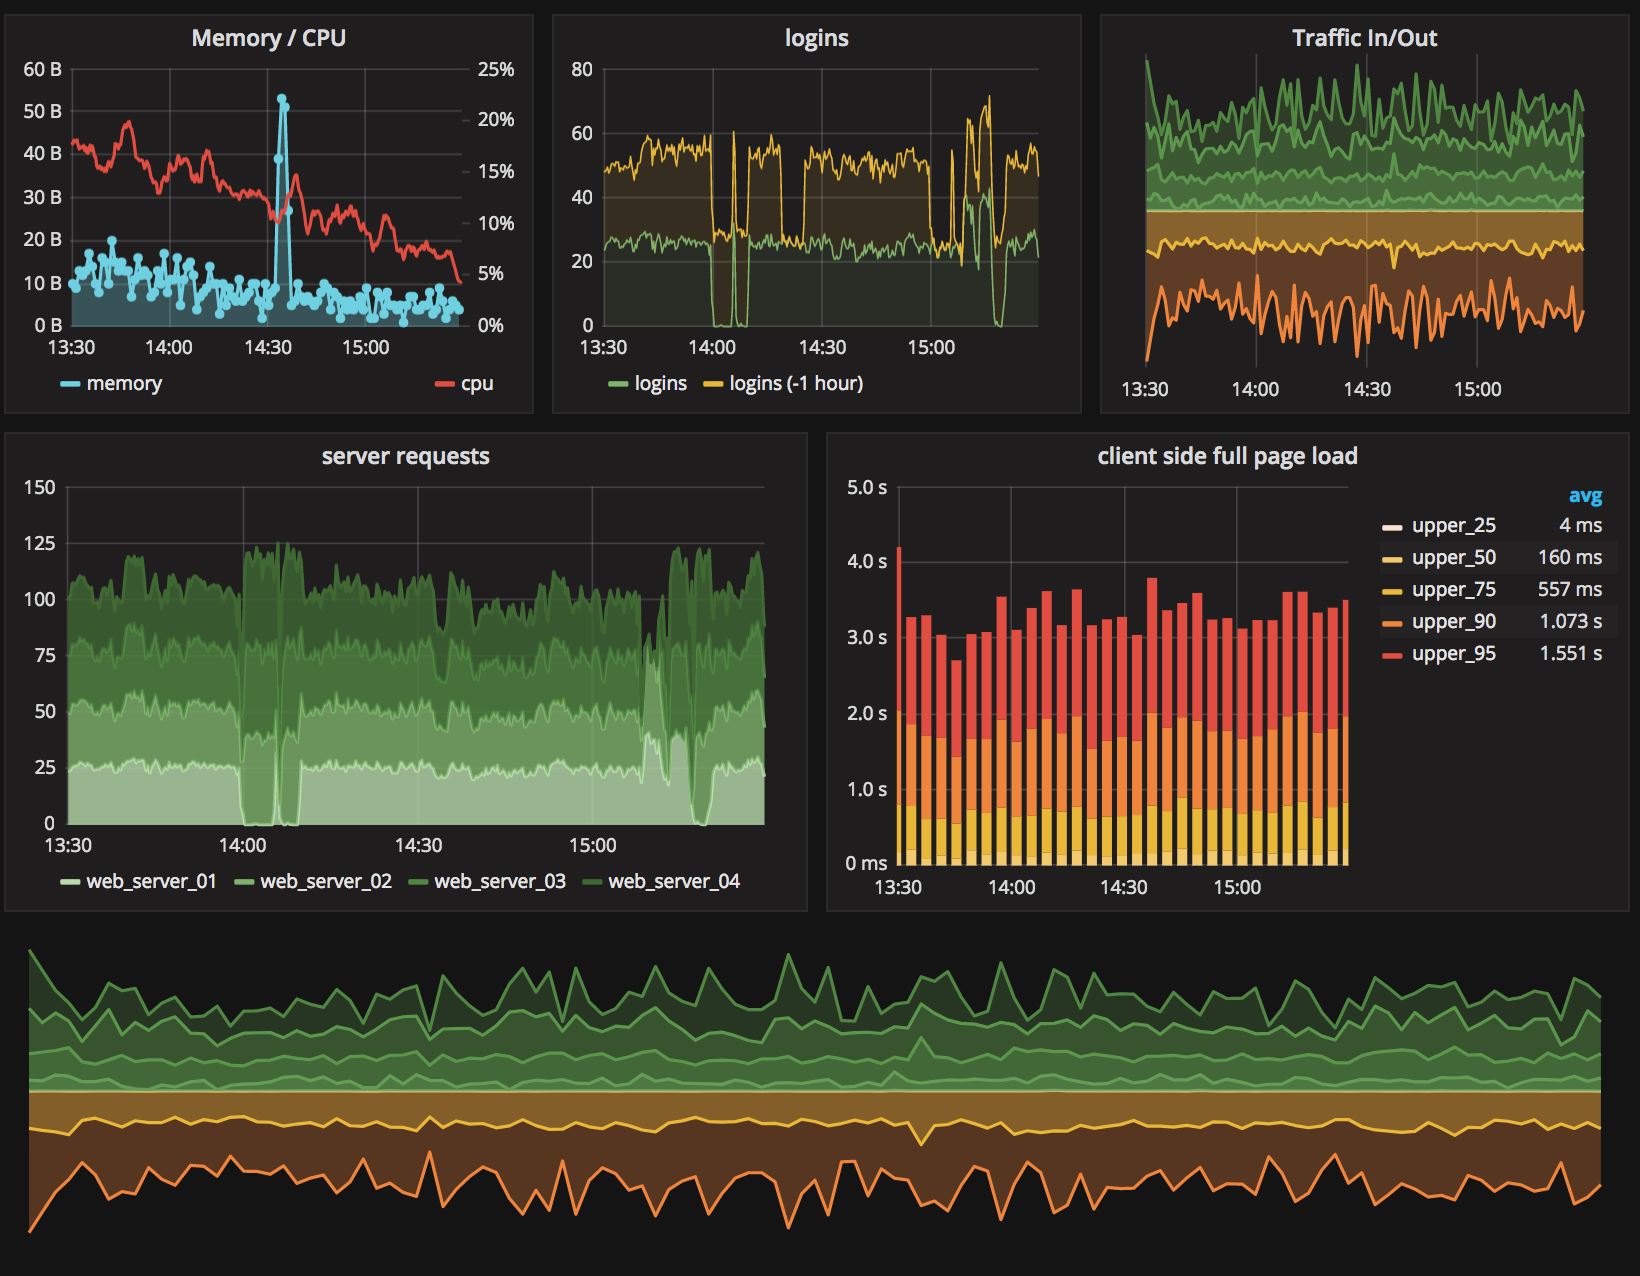 Memory / CPU
60 B
50 B
40 B
30 B
20 B
10 B
0 B
25%
20%
15%
10%
5%
0%
13:30 14:00 14:30 15:00
memory cpu
logins
80
60
40
20
0
13:30 14:00 14:30 15:00
logins logins (-1 hour)
Traffic In/Out
13:30 14:00 14:30 15:00
server requests
150
125
100
75
50
25
0
13:30 14:00 14:30 15:00
web_server_01 web_server_02 web_server_03 web_server_04
client side full page load
5.0 s
4.0 s
3.0 s
2.0 s
1.0 s
0 ms
13:30 14:00 14:30 15:00
avg
upper_25 4 ms
upper_50 160 ms
upper_75 557 ms
upper_90 1.073 s
upper_95 1.551 s